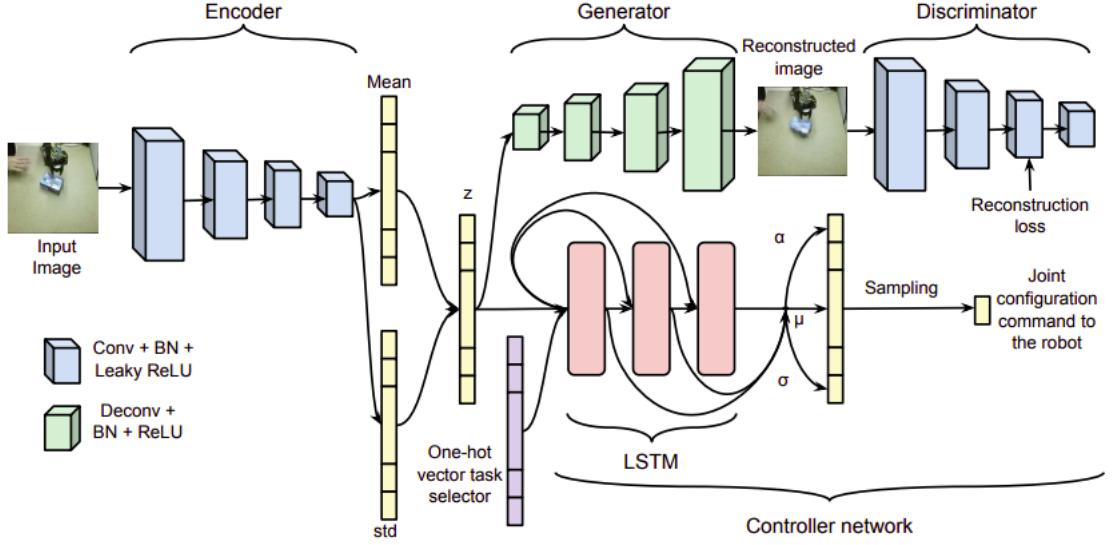 Encoder
Generator
Discriminator
Mean
Reconstructed
image
Input
Image
z
Reconstruction
loss
α
μ
σ
Sampling
Joint
configuration
command to
the robot
Conv + BN +
Leaky ReLU
Deconv +
BN + ReLU
One-hot
vector task
selector
std
LSTM
Controller network